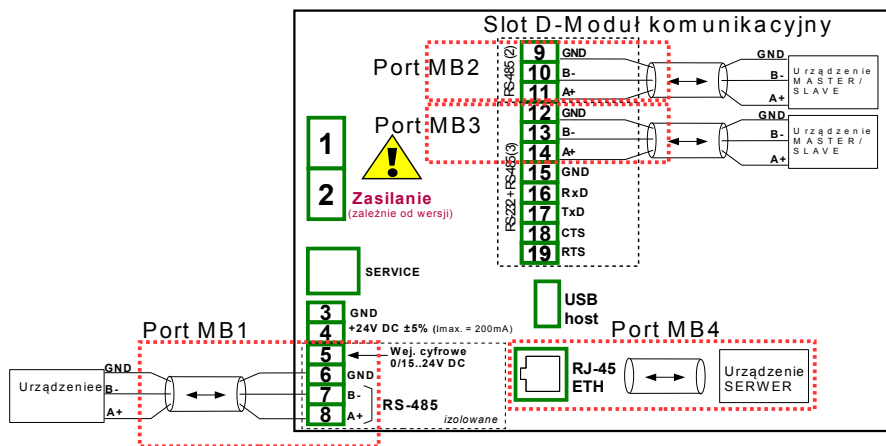 Slot D-Moduł komunikacyjny
Port MB2
RS485 (2)
9 GND
10 B-
11 A+
GND
B-
A+
Urządzenie
MASTER/
SLAVE
Port MB3
RS232+RS485(3)
12 GND
13 B-
14 A+
15 GND
16 RxD
17 TxD
18 CTS
19 RTS
GND
B-
A+
Urządzenie
MASTER/
SLAVE
1
2
!
Zasilanie
(zależnie od wersji)
SERVICE
USB
host
3 GND
4 +24V DC ±5% (Imax. = 200mA)
5 Wej. cyfrowe
0/15..24V DC
6 GND
7 B-
8 A+
RS-485
izolowane
Port MB1
Urządzeniee
GND
B-
A+
Port MB4
RJ-45
ETH
Urządzenie
SERWER